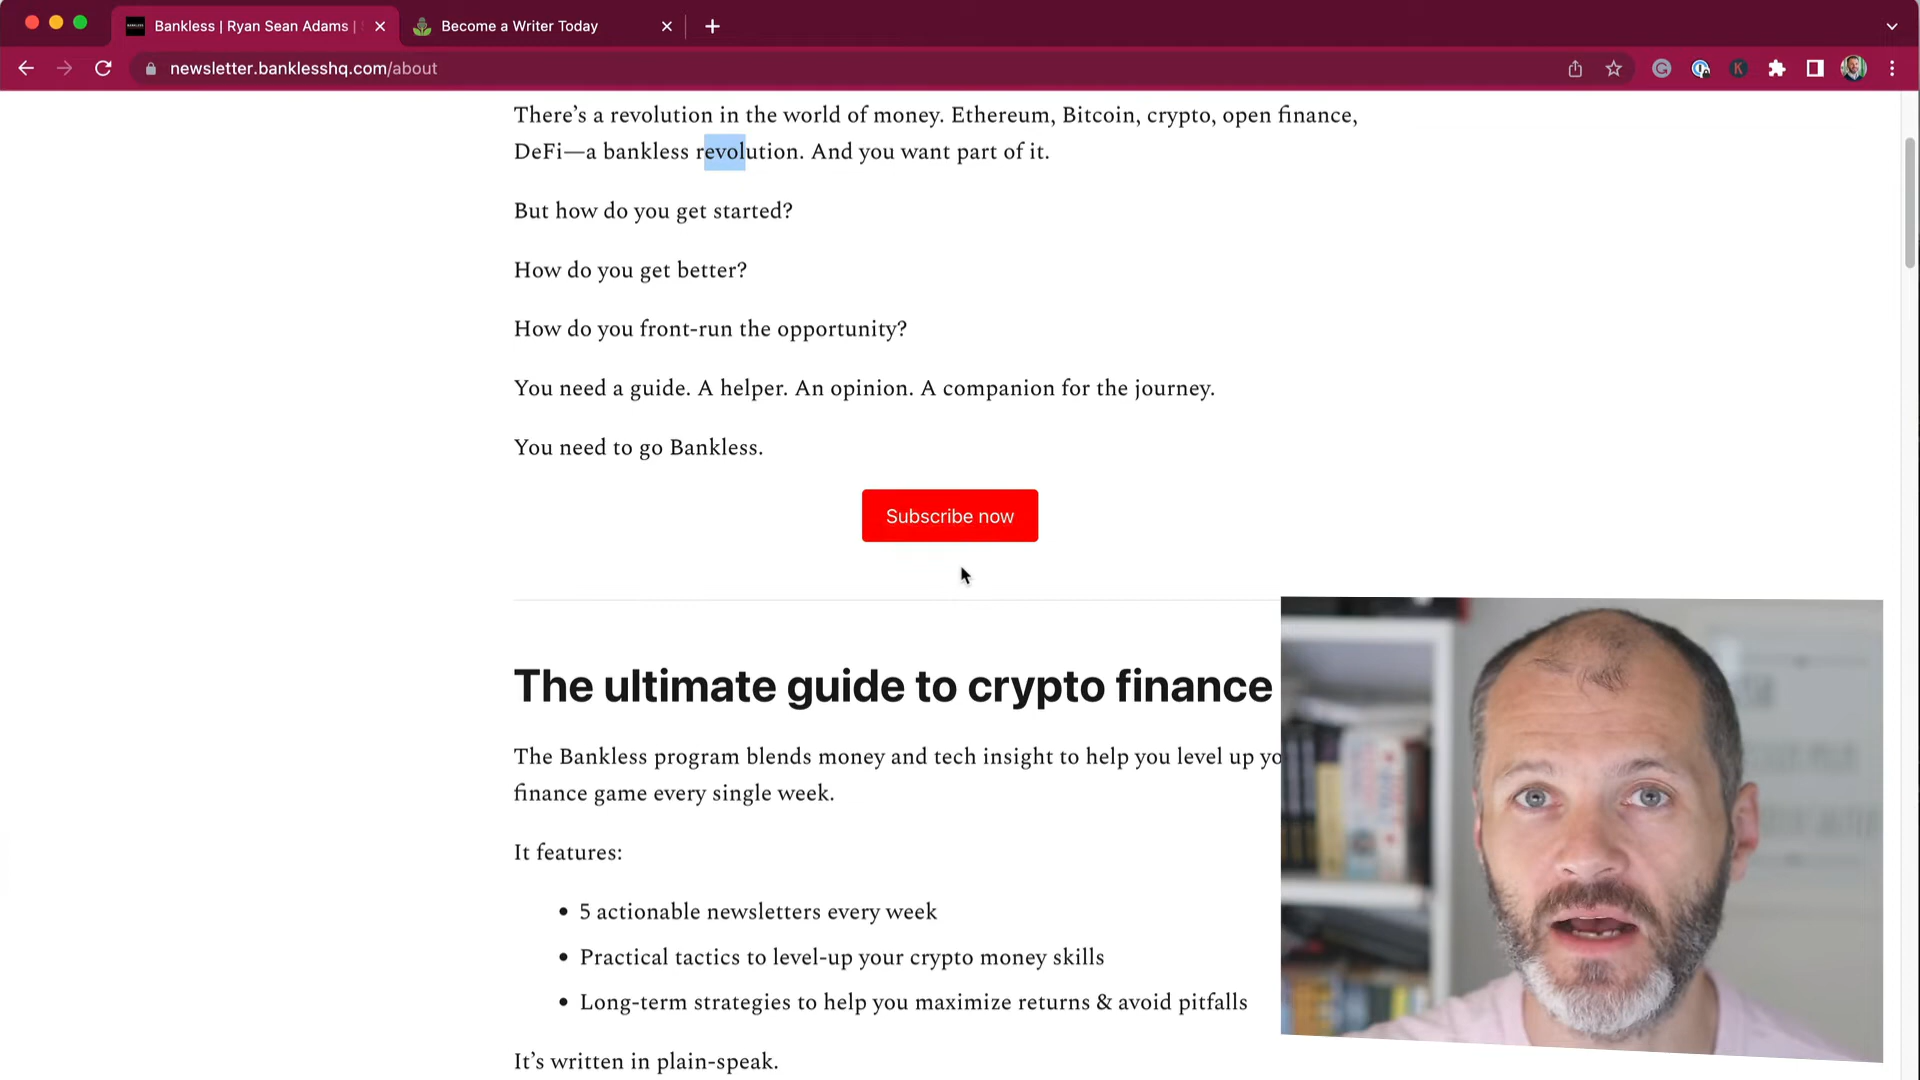 Bankless | Ryan Sean Adams |
Become a Writer Today
newsletter.banklesshq.com/about
There’s a revolution in the world of money. Ethereum, Bitcoin, crypto, open finance,
DeFi—a bankless revolution. And you want part of it.
But how do you get started?
How do you get better?
How do you front-run the opportunity?
You need a guide. A helper. An opinion. A companion for the journey.
You need to go Bankless.
Subscribe now
The ultimate guide to crypto finance
The Bankless program blends money and tech insight to help you level up yo
finance game every single week.
It features:
• 5 actionable newsletters every week
• Practical tactics to level-up your crypto money skills
• Long-term strategies to help you maximize returns & avoid pitfalls
It’s written in plain-speak.